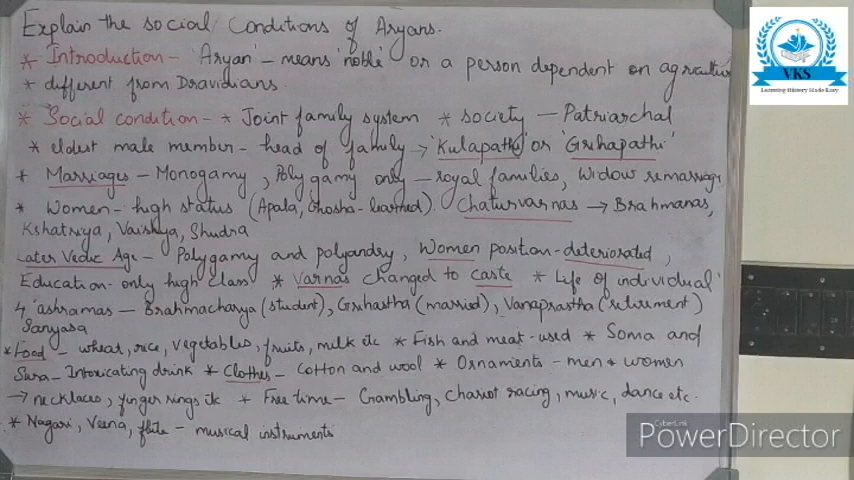 Explain the social Conditions of Aryans.
* Introduction - 'Aryan' - means 'noble' or a person dependent on agriculture
* different from Dravidians.
* Social condition - * Joint family system * society - Patriarchal
* eldest male member - head of family → 'Kulapathi' or 'Grihapathi'
* Marriages - Monogamy, Polygamy only - royal families, Widow remarriage
* Women - high status (Apala, Ghosha - learned). Chaturvarnas → Brahmanas,
Kshatriya, Vaishya, Shudra
Later Vedic Age - Polygamy and polyandry, Women position - deteriorated,
Education - only high class * Varnas changed to caste * Life of individual
4 ashramas - Brahmacharya (student), Grihastha (married), Vanaprastha (retirement)
Sanyasa
* Food - wheat, rice, vegetables, fruits, milk etc * Fish and meat - used * Soma and
Sura - Intoxicating drink * Clothes - Cotton and wool * Ornaments - men & women
→ necklaces, finger rings etc * Free time - Gambling, Chariot racing, music, dance etc.
* Nagari, Veena, flute - musical instruments
VKS
Learning History Made Easy
CyberLink
PowerDirector